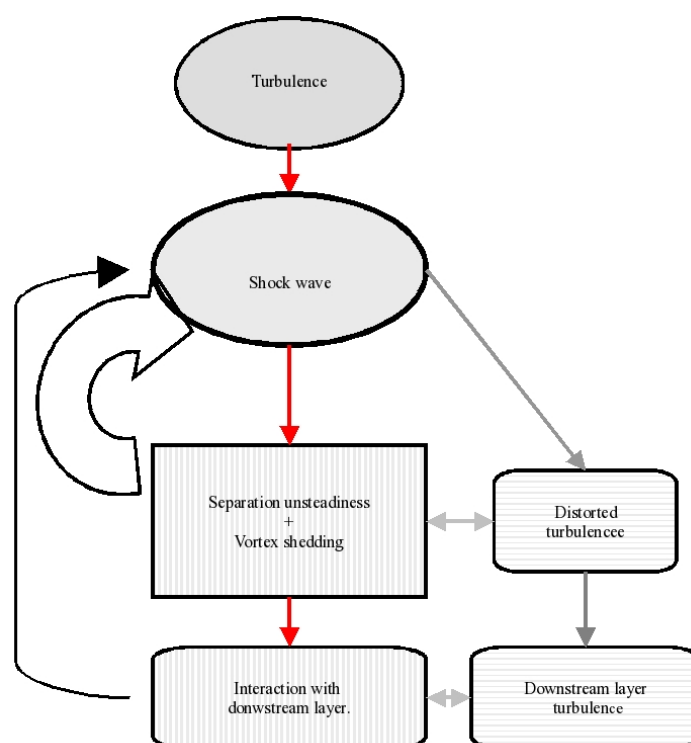 Turbulence
Shock wave
Separation unsteadiness
+
Vortex shedding
Distorted
turbulencee
Interaction with
donwstream layer.
Downstream layer
turbulence